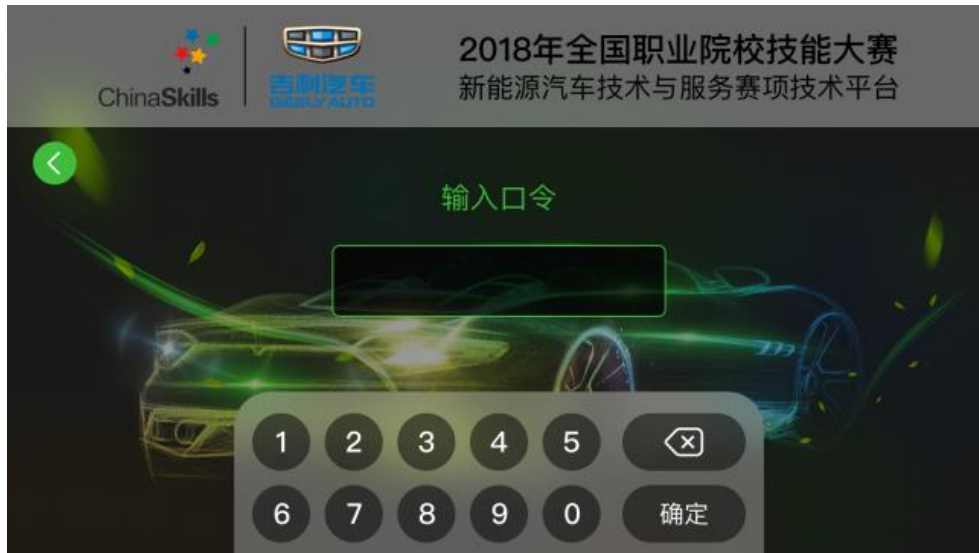 ChinaSkills
吉利汽车
GEELY AUTO
2018年全国职业院校技能大赛
新能源汽车技术与服务赛项技术平台
输入口令
1 2 3 4 5
6 7 8 9 0 确定